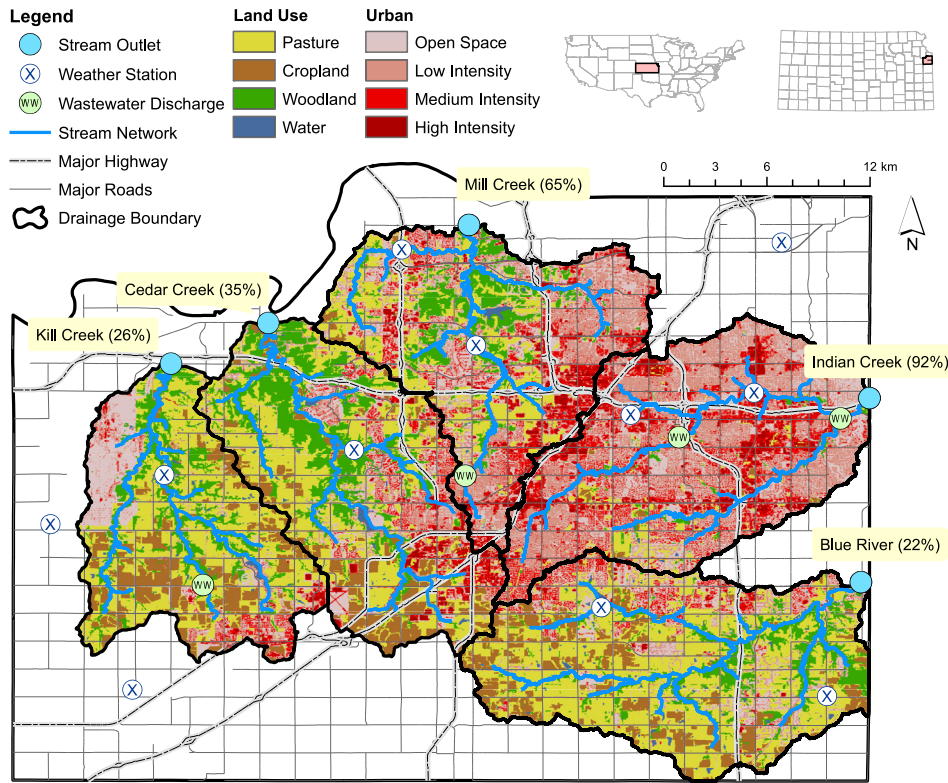 Legend
Stream Outlet
X Weather Station
WW Wastewater Discharge
Stream Network
Major Highway
Major Roads
Drainage Boundary
Land Use
Pasture
Cropland
Woodland
Water
Urban
Open Space
Low Intensity
Medium Intensity
High Intensity
0 3 6 12 km
N
Mill Creek (65%)
X
X
Cedar Creek (35%)
Kill Creek (26%)
X
Indian Creek (92%)
X
X
WW
WW
X
X
WW
X
Blue River (22%)
WW
X
X
X